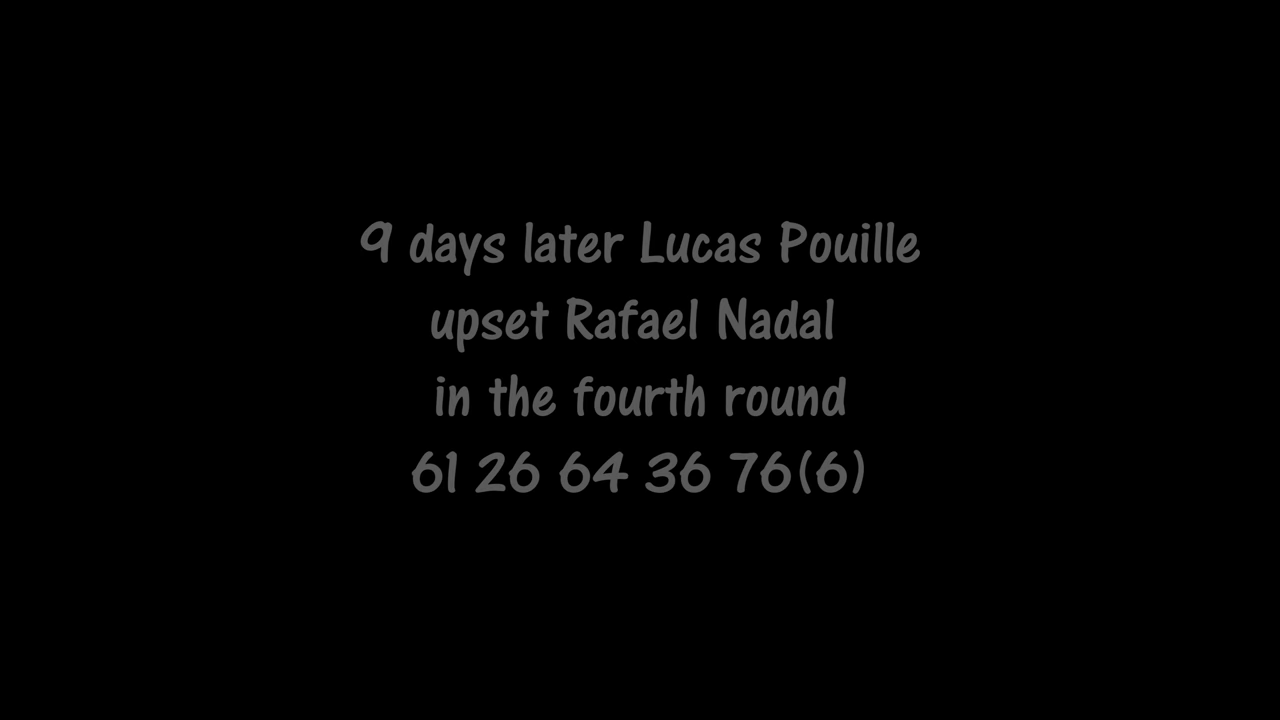 9 days later Lucas Pouille
upset Rafael Nadal
in the fourth round
61 26 64 36 76(6)